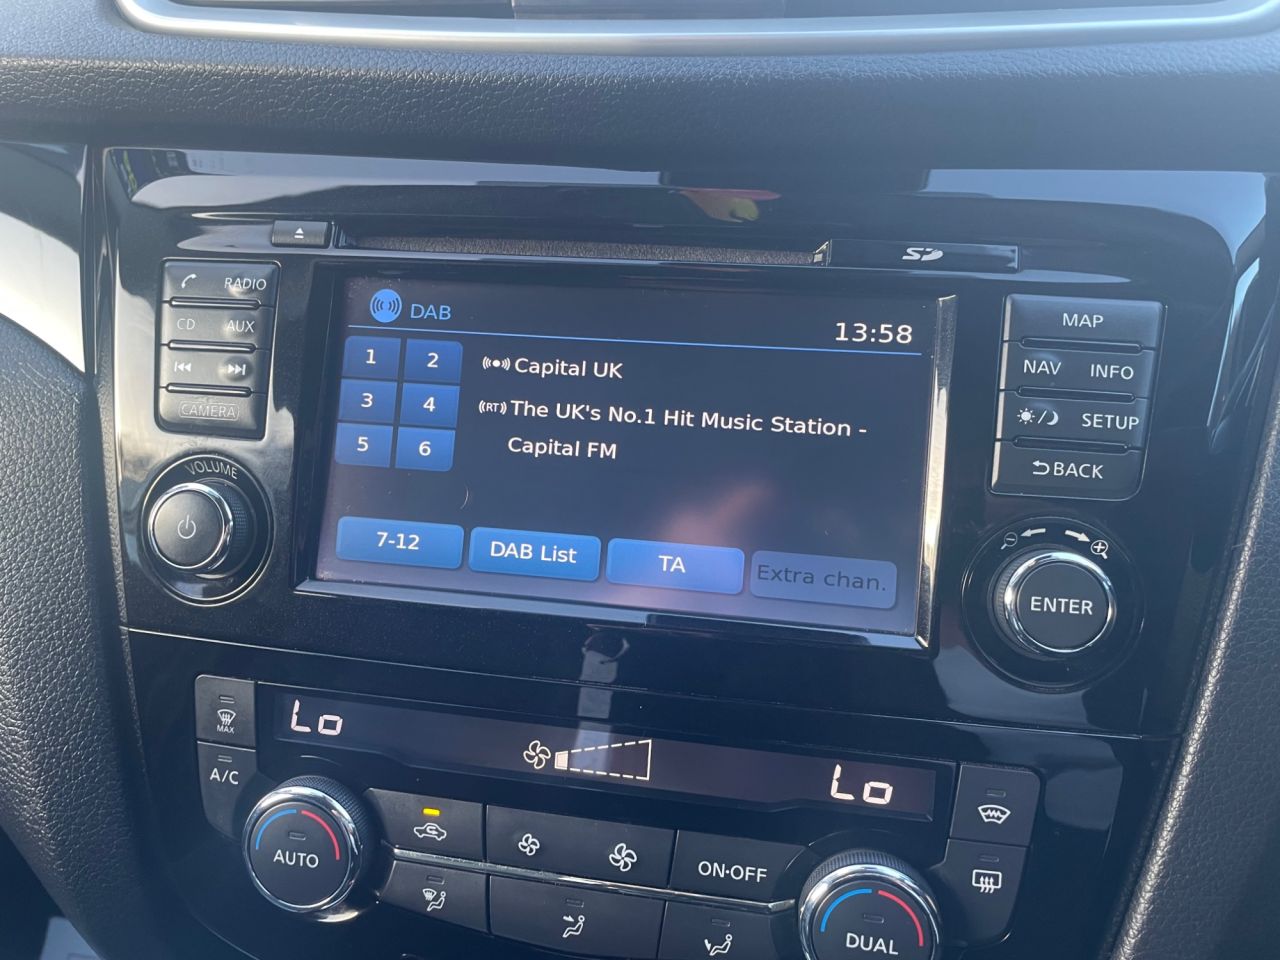 SD
RADIO
CD AUX
CAMERA
VOLUME
DAB
13:58
1 2
3 4
5 6
Capital UK
(RT) The UK's No.1 Hit Music Station -
Capital FM
7-12 DAB List TA Extra chan.
MAP
NAV INFO
SETUP
BACK
ENTER
MAX
A/C
Lo
Lo
AUTO
ON·OFF
DUAL